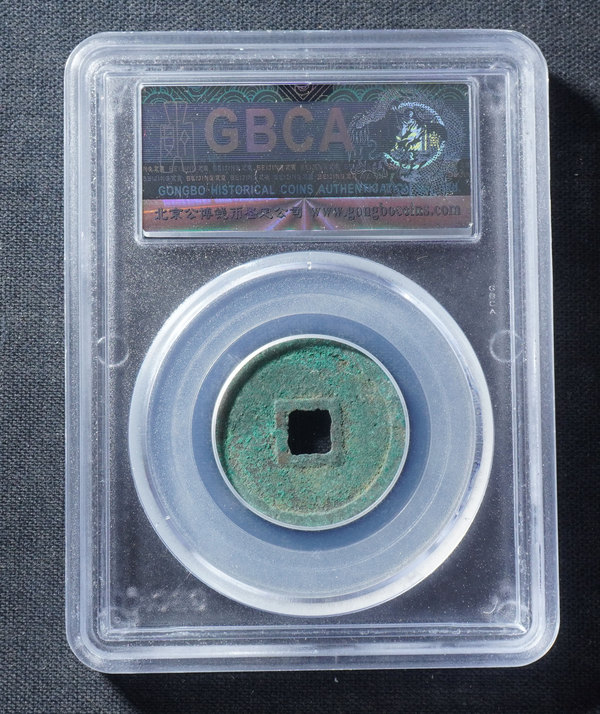 GBCA
GONGBO HISTORICAL COINS AUTHENTICATION
北京公博钱币鉴定公司 www.gongbocoins.com
GBCA